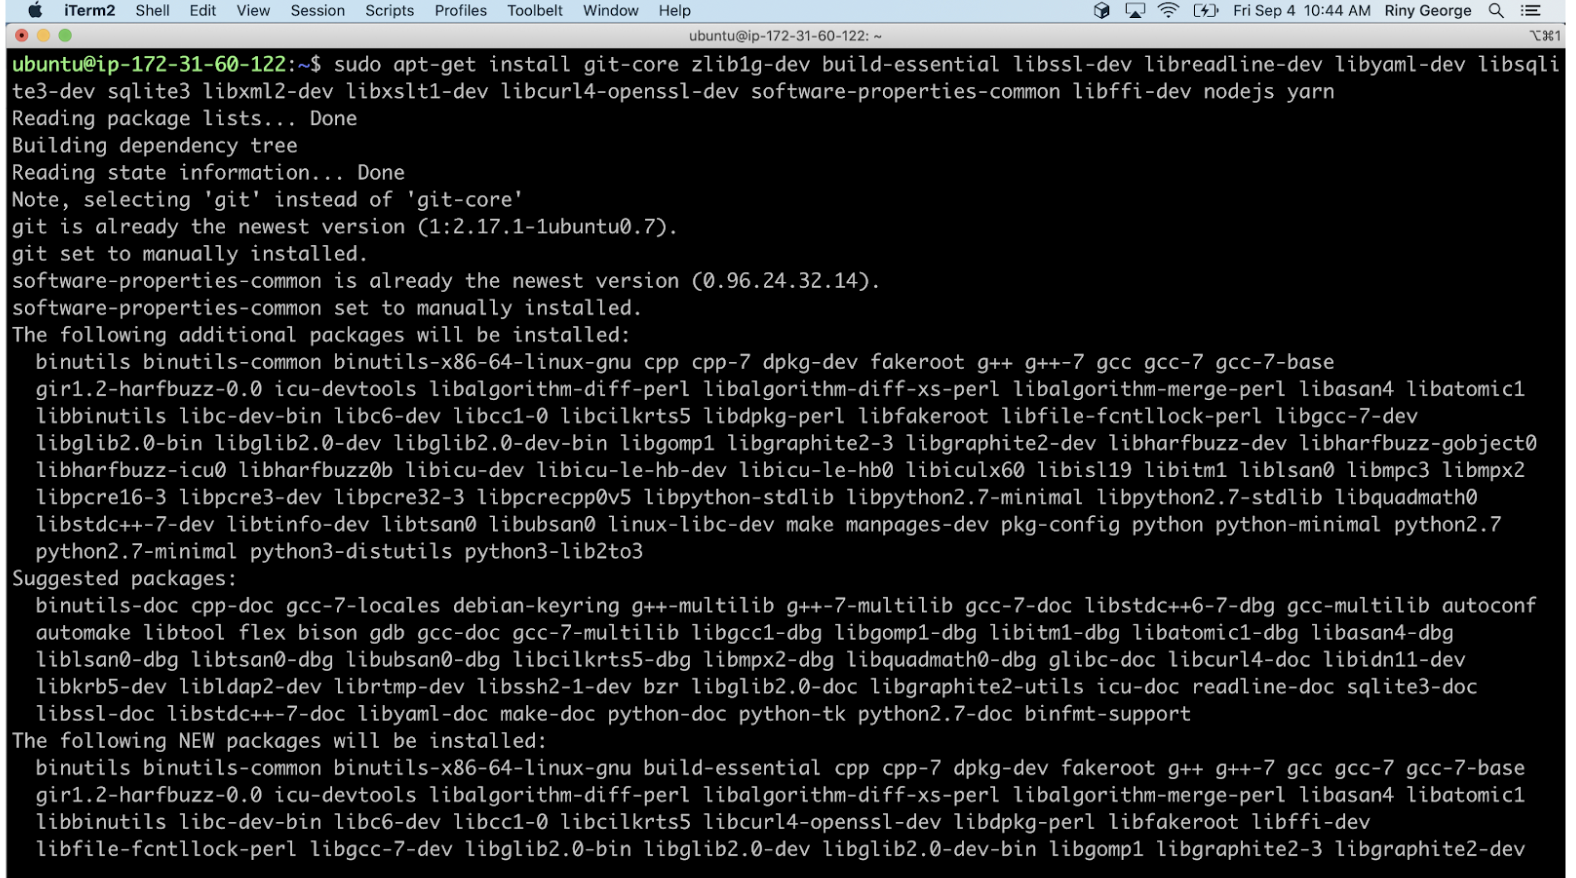 iTerm2 Shell Edit View Session Scripts Profiles Toolbelt Window Help Fri Sep 4 10:44 AM Riny George
ubuntu@ip-172-31-60-122: ~ ⌥⌘1
ubuntu@ip-172-31-60-122:~$ sudo apt-get install git-core zlib1g-dev build-essential libssl-dev libreadline-dev libyaml-dev libsqli
te3-dev sqlite3 libxml2-dev libxslt1-dev libcurl4-openssl-dev software-properties-common libffi-dev nodejs yarn
Reading package lists... Done
Building dependency tree
Reading state information... Done
Note, selecting 'git' instead of 'git-core'
git is already the newest version (1:2.17.1-1ubuntu0.7).
git set to manually installed.
software-properties-common is already the newest version (0.96.24.32.14).
software-properties-common set to manually installed.
The following additional packages will be installed:
  binutils binutils-common binutils-x86-64-linux-gnu cpp cpp-7 dpkg-dev fakeroot g++ g++-7 gcc gcc-7 gcc-7-base
  gir1.2-harfbuzz-0.0 icu-devtools libalgorithm-diff-perl libalgorithm-diff-xs-perl libalgorithm-merge-perl libasan4 libatomic1
  libbinutils libc-dev-bin libc6-dev libcc1-0 libcilkrts5 libdpkg-perl libfakeroot libfile-fcntllock-perl libgcc-7-dev
  libglib2.0-bin libglib2.0-dev libglib2.0-dev-bin libgomp1 libgraphite2-3 libgraphite2-dev libharfbuzz-dev libharfbuzz-gobject0
  libharfbuzz-icu0 libharfbuzz0b libicu-dev libicu-le-hb-dev libicu-le-hb0 libiculx60 libisl19 libitm1 liblsan0 libmpc3 libmpx2
  libpcre16-3 libpcre3-dev libpcre32-3 libpcrecpp0v5 libpython-stdlib libpython2.7-minimal libpython2.7-stdlib libquadmath0
  libstdc++-7-dev libtinfo-dev libtsan0 libubsan0 linux-libc-dev make manpages-dev pkg-config python python-minimal python2.7
  python2.7-minimal python3-distutils python3-lib2to3
Suggested packages:
  binutils-doc cpp-doc gcc-7-locales debian-keyring g++-multilib g++-7-multilib gcc-7-doc libstdc++6-7-dbg gcc-multilib autoconf
  automake libtool flex bison gdb gcc-doc gcc-7-multilib libgcc1-dbg libgomp1-dbg libitm1-dbg libatomic1-dbg libasan4-dbg
  liblsan0-dbg libtsan0-dbg libubsan0-dbg libcilkrts5-dbg libmpx2-dbg libquadmath0-dbg glibc-doc libcurl4-doc libidn11-dev
  libkrb5-dev libldap2-dev librtmp-dev libssh2-1-dev bzr libglib2.0-doc libgraphite2-utils icu-doc readline-doc sqlite3-doc
  libssl-doc libstdc++-7-doc libyaml-doc make-doc python-doc python-tk python2.7-doc binfmt-support
The following NEW packages will be installed:
  binutils binutils-common binutils-x86-64-linux-gnu build-essential cpp cpp-7 dpkg-dev fakeroot g++ g++-7 gcc gcc-7 gcc-7-base
  gir1.2-harfbuzz-0.0 icu-devtools libalgorithm-diff-perl libalgorithm-diff-xs-perl libalgorithm-merge-perl libasan4 libatomic1
  libbinutils libc-dev-bin libc6-dev libcc1-0 libcilkrts5 libcurl4-openssl-dev libdpkg-perl libfakeroot libffi-dev
  libfile-fcntllock-perl libgcc-7-dev libglib2.0-bin libglib2.0-dev libglib2.0-dev-bin libgomp1 libgraphite2-3 libgraphite2-dev